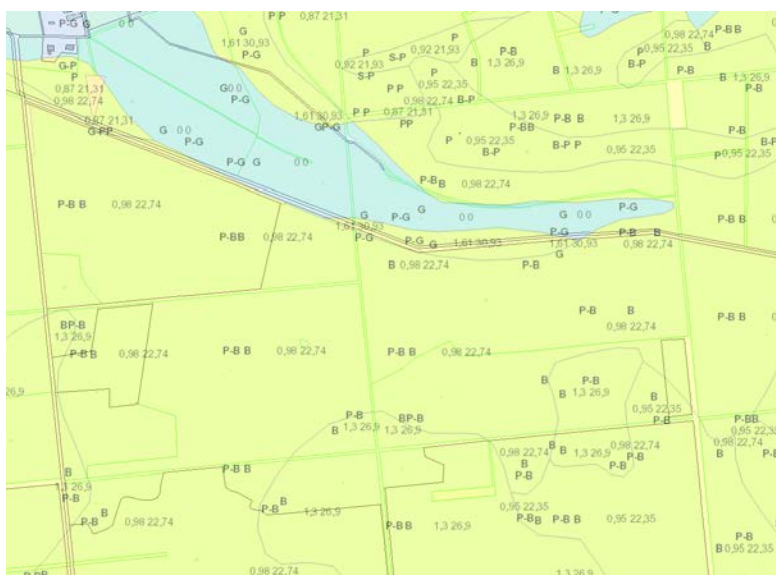 P-G 0 0 G P P 0,87 21,31 P-B B
1,61 30,93 P P-B 0,98 22,74
P-G S-P 0,92 21,93 P 0,95 22,35 B
0,92 21,93 B B-P
G-P S-P P B 1,3 26,9 P-B
P P P 0,95 22,35 B 1,3 26,9
0,87 21,31 G 0 0 0,98 22,74 B-P
0,98 22,74 P-G
P P 0,87 21,31 1,3 26,9 P-B B 1,3 26,9
0,87 21,31 1,61 30,93 P P P-B B P-B
G-P P G 0 0 G P-G
P-G P 0,95 22,35 B-P P 0,95 22,35 B-P
P-G G 0 0 B-P P 0,95 22,35
P-B B 0,98 22,74
P-B B 0,98 22,74 G P-G G 0 0 G 0 0 P-G P-B B
1,61 30,93 P-G 1,61 30,93 P-G P-B B
P-B B 0,98 22,74 P-G G 1,61 30,93 0,98 22,74
B 0,98 22,74 P-B G
P-B B P-B B
B P-B 0,98 22,74
1,3 26,9
P-B B 0,98 22,74 P-B B 0,98 22,74 P-B B 0,98 22,74
B P-B
26,9 B 1,3 26,9 B
0,95 22,35
P-B B P-B P-B P-B B
B 1,3 26,9 1,3 26,9 0,95 22,35
0,98 22,74 B B 0,98 22,74 0,98 22,74
B P-B B B 1,3 26,9 P-B B B
1,3 26,9 P-B P-B
P-B B P-B B 0,95 22,35
P-B 0,98 22,74 1,3 26,9 P-B B 1,3 26,9 P-B B P-B B 0,95 22,35
P-B
B 0,95 22,35
P-B B 0,98 22,74 1,3 26,9